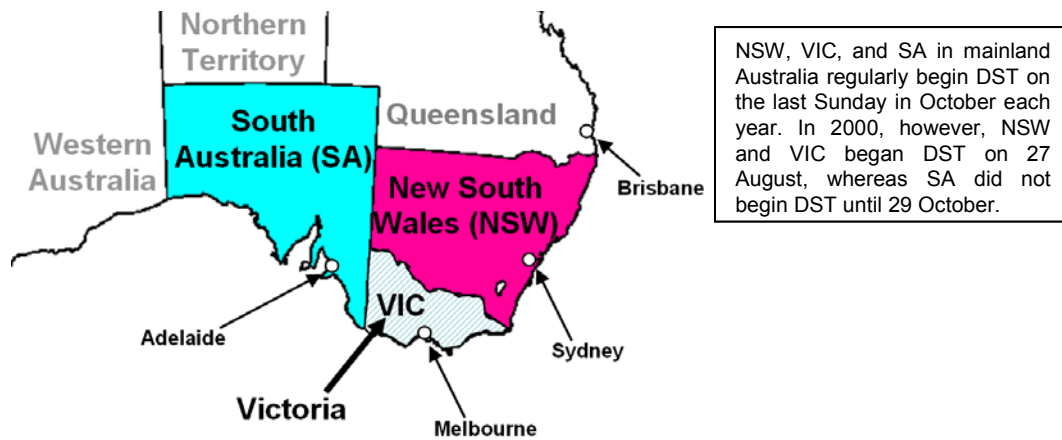 Northern
Territory
South
Australia (SA)
Queensland
Western
Australia
New South
Wales (NSW)
Brisbane
VIC
Adelaide
Sydney
Victoria
Melbourne
NSW, VIC, and SA in mainland
Australia regularly begin DST on
the last Sunday in October each
year. In 2000, however, NSW
and VIC began DST on 27
August, whereas SA did not
begin DST until 29 October.